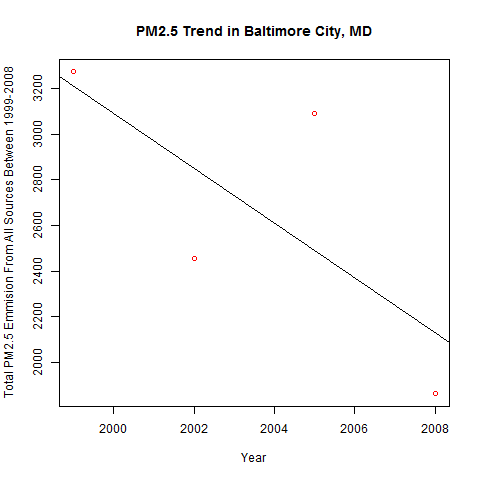 PM2.5 Trend in Baltimore City, MD
Total PM2.5 Emmision From All Sources Between 1999-2008
3200
3000
2800
2600
2400
2200
2000
2000 2002 2004 2006 2008
Year